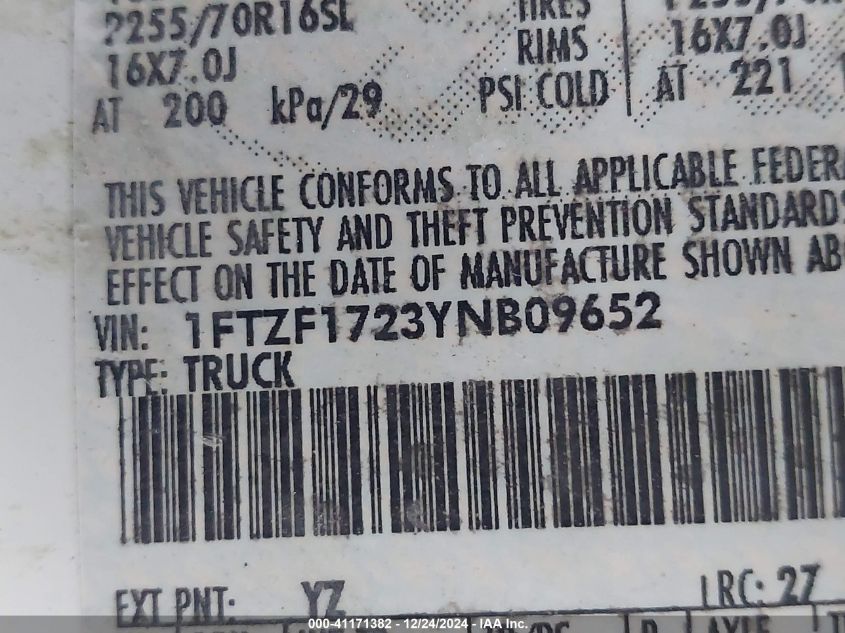 P255/70R16SL TIRES
16X7.0J RIMS 16X7.0J
AT 200 kPa/29 PSI COLD AT 221
THIS VEHICLE CONFORMS TO ALL APPLICABLE FEDERA
VEHICLE SAFETY AND THEFT PREVENTION STANDARDS
EFFECT ON THE DATE OF MANUFACTURE SHOWN AB
VIN: 1FTZF1723YNB09652
TYPE: TRUCK
EXT PNT: YZ LRC: 27
000-41171382 - 12/24/2024 - IAA Inc.